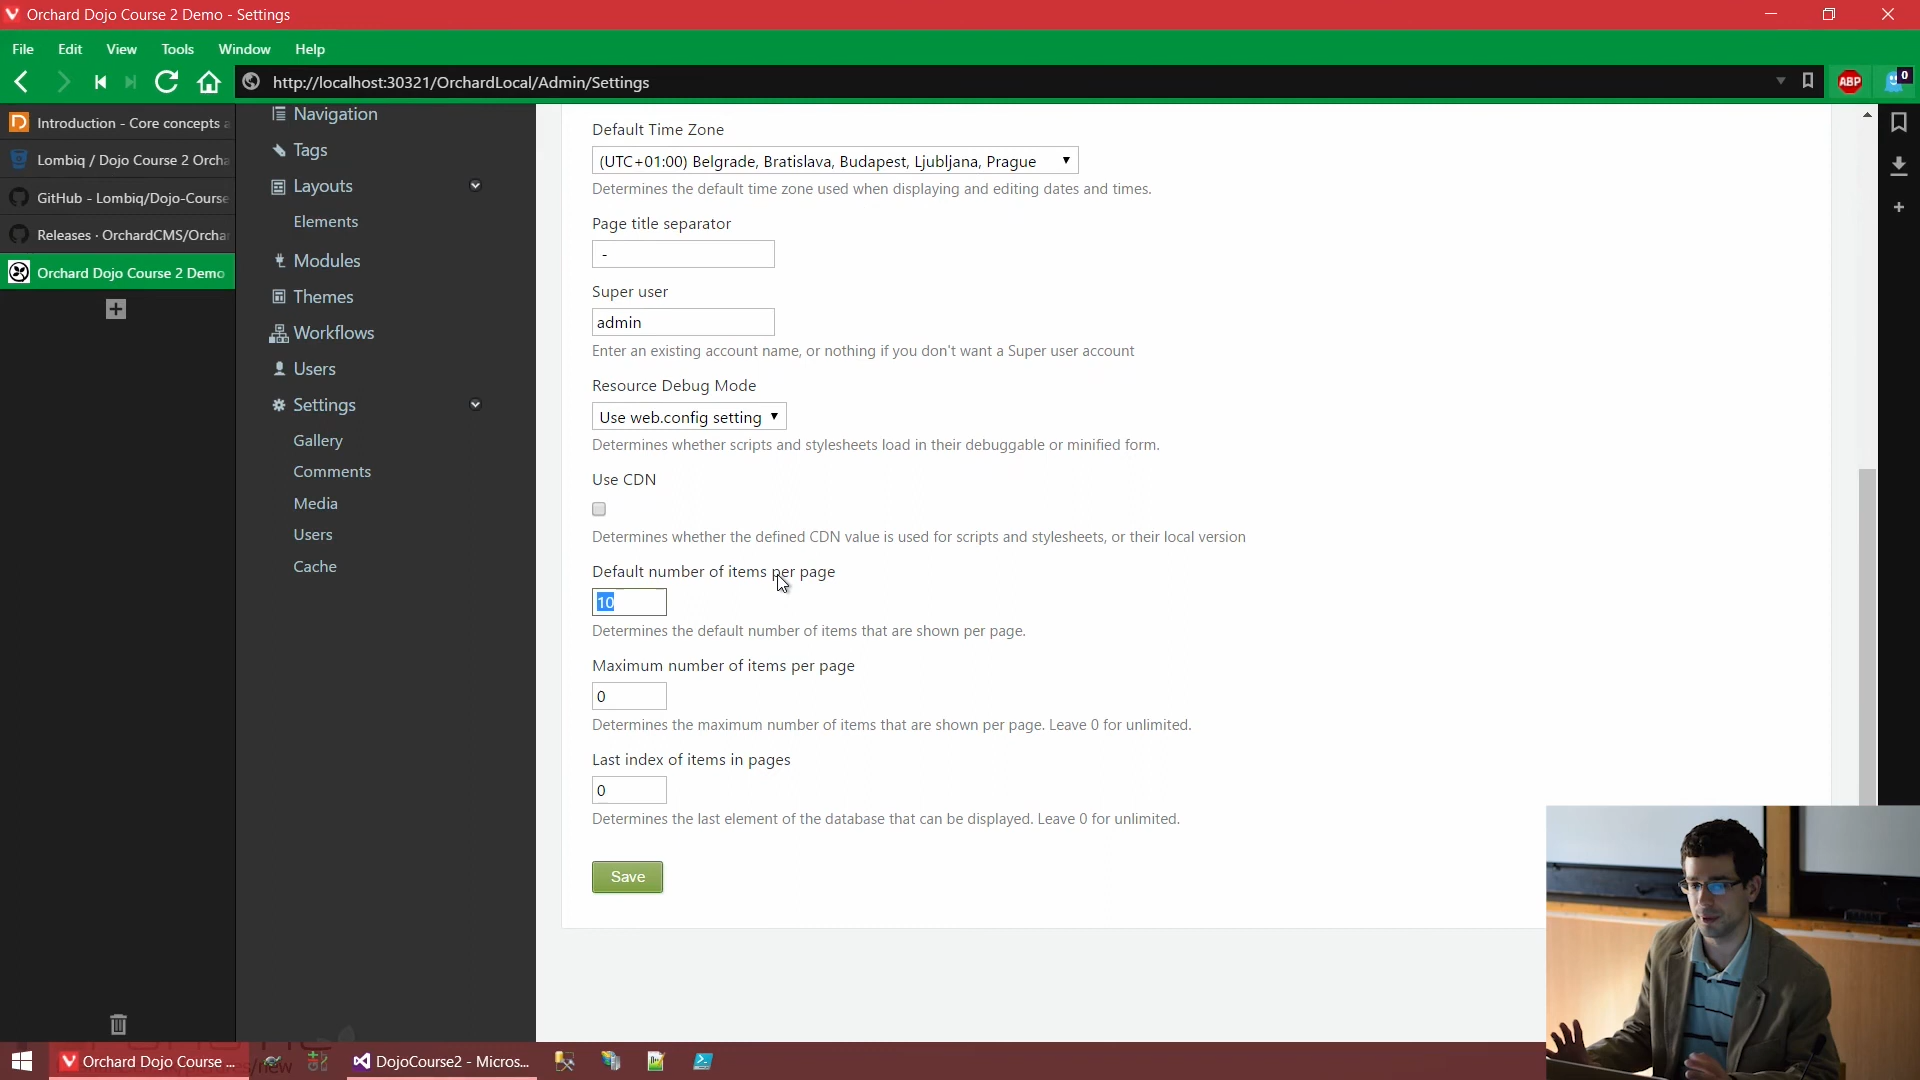 Orchard Dojo Course 2 Demo - Settings
File Edit View Tools Window Help
http://localhost:30321/OrchardLocal/Admin/Settings
ABP
0
Introduction - Core concepts a
Lombiq / Dojo Course 2 Orcha
GitHub - Lombiq/Dojo-Course
Releases · OrchardCMS/Orchar
Orchard Dojo Course 2 Demo
Navigation
Tags
Layouts
Elements
Modules
Themes
Workflows
Users
Settings
Gallery
Comments
Media
Users
Cache
Default Time Zone
(UTC+01:00) Belgrade, Bratislava, Budapest, Ljubljana, Prague
Determines the default time zone used when displaying and editing dates and times.
Page title separator
-
Super user
admin
Enter an existing account name, or nothing if you don't want a Super user account
Resource Debug Mode
Use web.config setting
Determines whether scripts and stylesheets load in their debuggable or minified form.
Use CDN
Determines whether the defined CDN value is used for scripts and stylesheets, or their local version
Default number of items per page
10
Determines the default number of items that are shown per page.
Maximum number of items per page
0
Determines the maximum number of items that are shown per page. Leave 0 for unlimited.
Last index of items in pages
0
Determines the last element of the database that can be displayed. Leave 0 for unlimited.
Save
Orchard Dojo Course ...
DojoCourse2 - Micros...